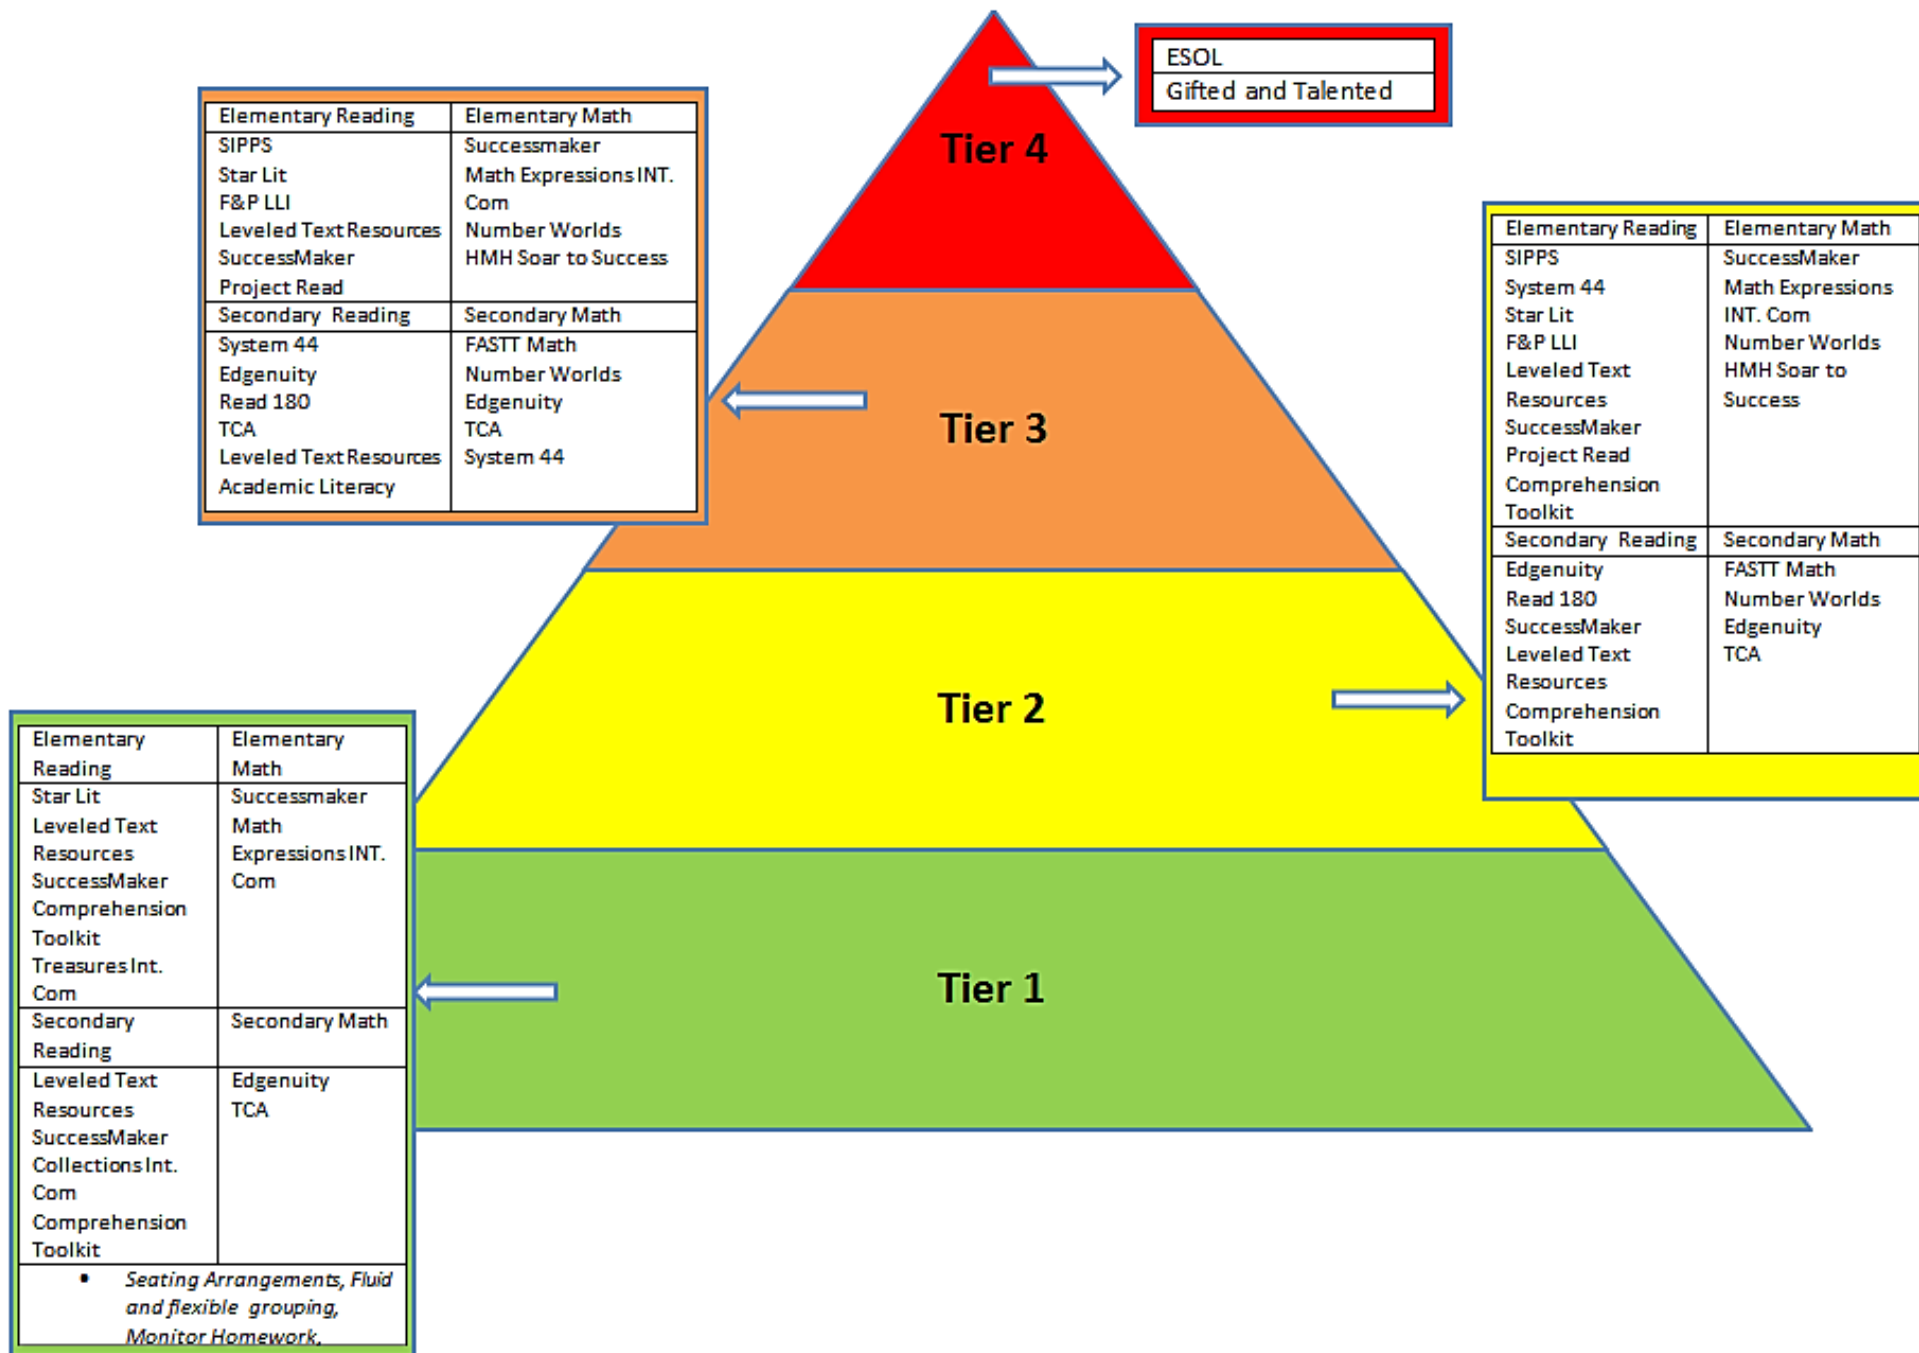 ESOL
Gifted and Talented
Tier 4
Elementary Reading
SIPPS
Star Lit
F&P LLI
Leveled Text Resources
SuccessMaker
Project Read
Elementary Math
Successmaker
Math Expressions INT.
Com
Number Worlds
HMH Soar to Success
Secondary Reading
System 44
Edgenuity
Read 180
TCA
Leveled Text Resources
Academic Literacy
Secondary Math
FASTT Math
Number Worlds
Edgenuity
TCA
System 44
Tier 3
Elementary Reading
SIPPS
System 44
Star Lit
F&P LLI
Leveled Text
Resources
SuccessMaker
Project Read
Comprehension
Toolkit
Elementary Math
SuccessMaker
Math Expressions
INT. Com
Number Worlds
HMH Soar to
Success
Secondary Reading
Edgenuity
Read 180
SuccessMaker
Leveled Text
Resources
Comprehension
Toolkit
Secondary Math
FASTT Math
Number Worlds
Edgenuity
TCA
Tier 2
Elementary
Reading
Star Lit
Leveled Text
Resources
SuccessMaker
Comprehension
Toolkit
Treasures Int.
Com
Elementary
Math
Successmaker
Math
Expressions INT.
Com
Secondary
Reading
Leveled Text
Resources
SuccessMaker
Collections Int.
Com
Comprehension
Toolkit
Secondary Math
Edgenuity
TCA
• Seating Arrangements, Fluid
and flexible grouping,
Monitor Homework,
Tier 1